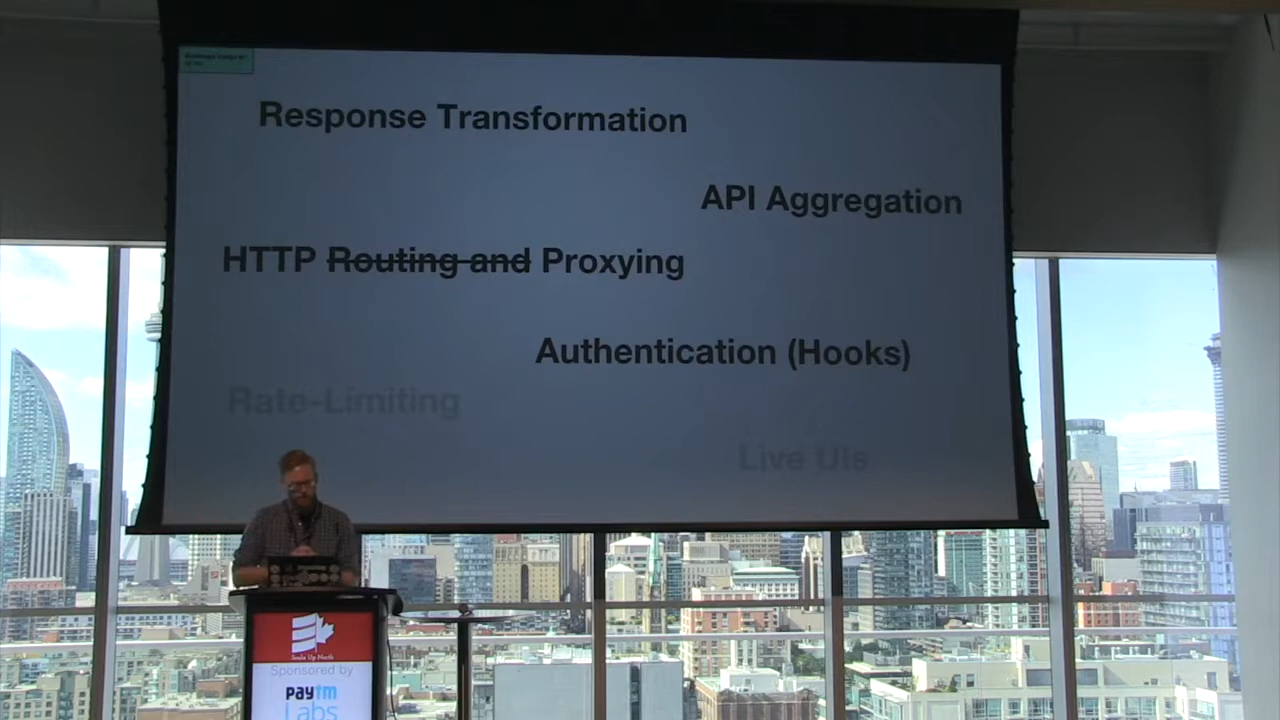 Response Transformation
API Aggregation
HTTP Routing and Proxying
Authentication (Hooks)
Rate-Limiting
Live UIs
Scala Up North
Sponsored by
paytm
Labs